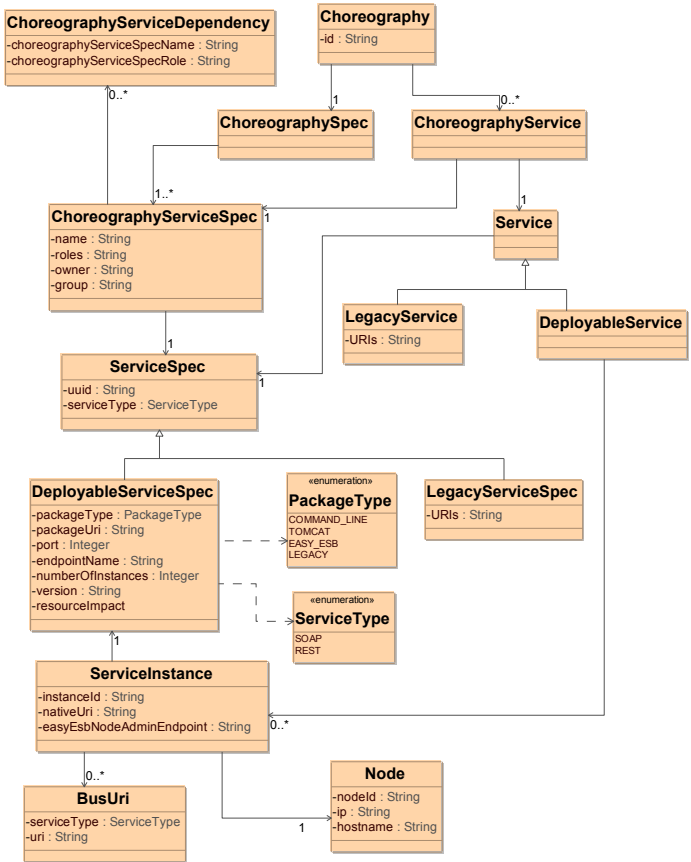 ChoreographyServiceDependency
-choreographyServiceSpecName : String
-choreographyServiceSpecRole : String
0..*
Choreography
-id : String
1
0..*
ChoreographySpec
ChoreographyService
1..*
1
1
ChoreographyServiceSpec
-name : String
-roles : String
-owner : String
-group : String
Service
LegacyService
-URIs : String
DeployableService
1
ServiceSpec
-uuid : String
-serviceType : ServiceType
1
DeployableServiceSpec
-packageType : PackageType
-packageUri : String
-port : Integer
-endpointName : String
-numberOfInstances : Integer
-version : String
-resourceImpact
«enumeration»
PackageType
COMMAND_LINE
TOMCAT
EASY_ESB
LEGACY
LegacyServiceSpec
-URIs : String
«enumeration»
ServiceType
SOAP
REST
1
ServiceInstance
-instanceId : String
-nativeUri : String
-easyEsbNodeAdminEndpoint : String
0..*
0..*
BusUri
-serviceType : ServiceType
-uri : String
1
Node
-nodeId : String
-ip : String
-hostname : String